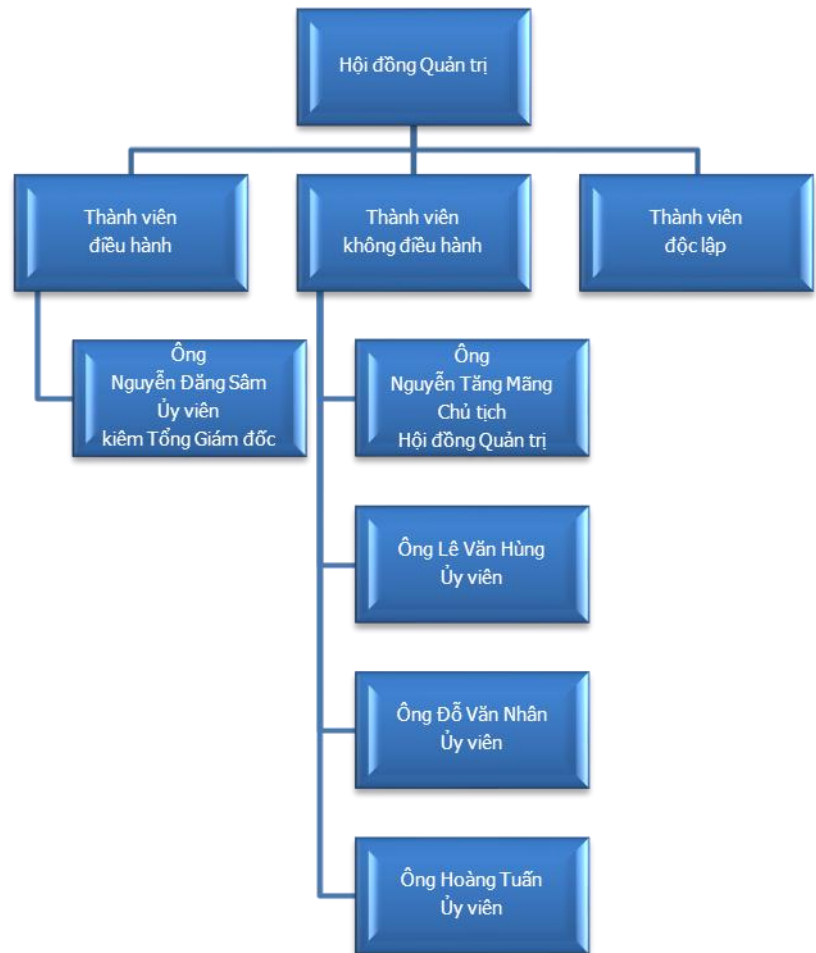 Hội đồng Quản trị
Thành viên
điều hành
Thành viên
không điều hành
Thành viên
độc lập
Ông
Nguyễn Đăng Sâm
Ủy viên
kiêm Tổng Giám đốc
Ông
Nguyễn Tăng Mãng
Chủ tịch
Hội đồng Quản trị
Ông Lê Văn Hùng
Ủy viên
Ông Đỗ Văn Nhân
Ủy viên
Ông Hoàng Tuấn
Ủy viên